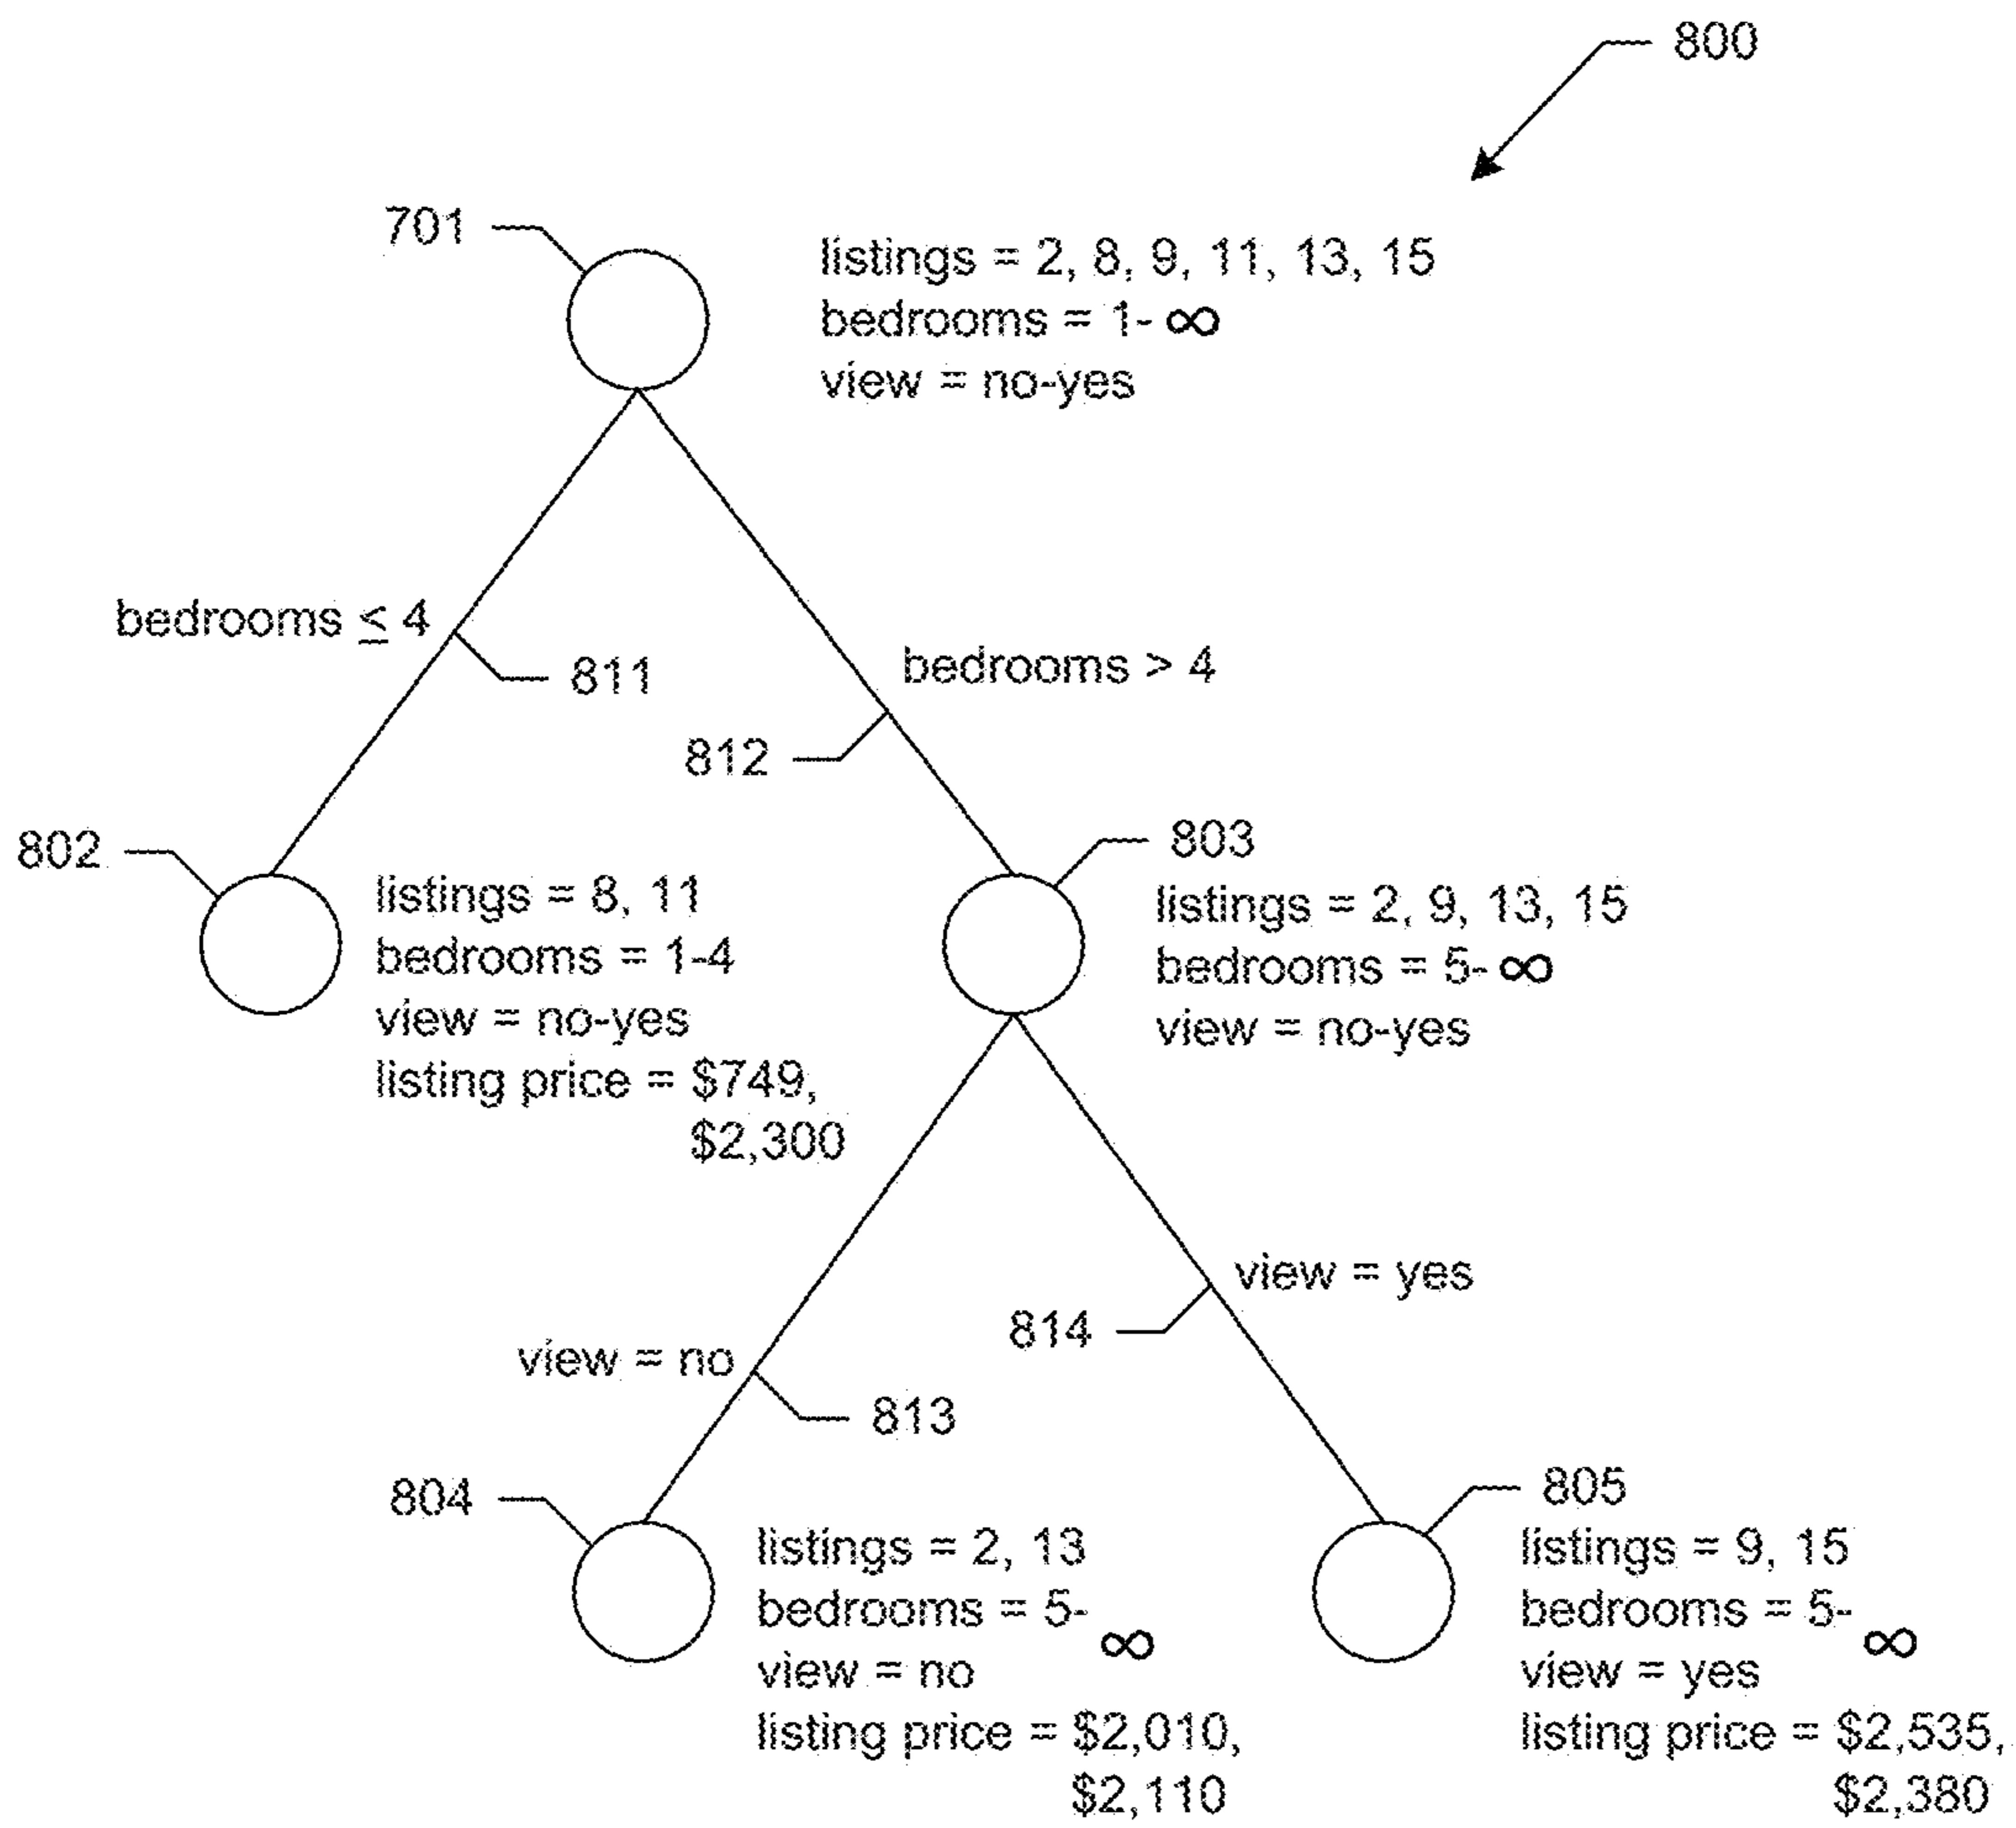 800
701
listings = 2, 8, 9, 11, 13, 15
bedrooms = 1- ∞
view = no-yes
bedrooms ≤ 4
811
bedrooms > 4
812
802
listings = 8, 11
bedrooms = 1-4
view = no-yes
listing price = $749,
$2,300
803
listings = 2, 9, 13, 15
bedrooms = 5- ∞
view = no-yes
view = yes
814
view = no
813
804
listings = 2, 13
bedrooms = 5- ∞
view = no
listing price = $2,010,
$2,110
805
listings = 9, 15
bedrooms = 5- ∞
view = yes
listing price = $2,535,
$2,380